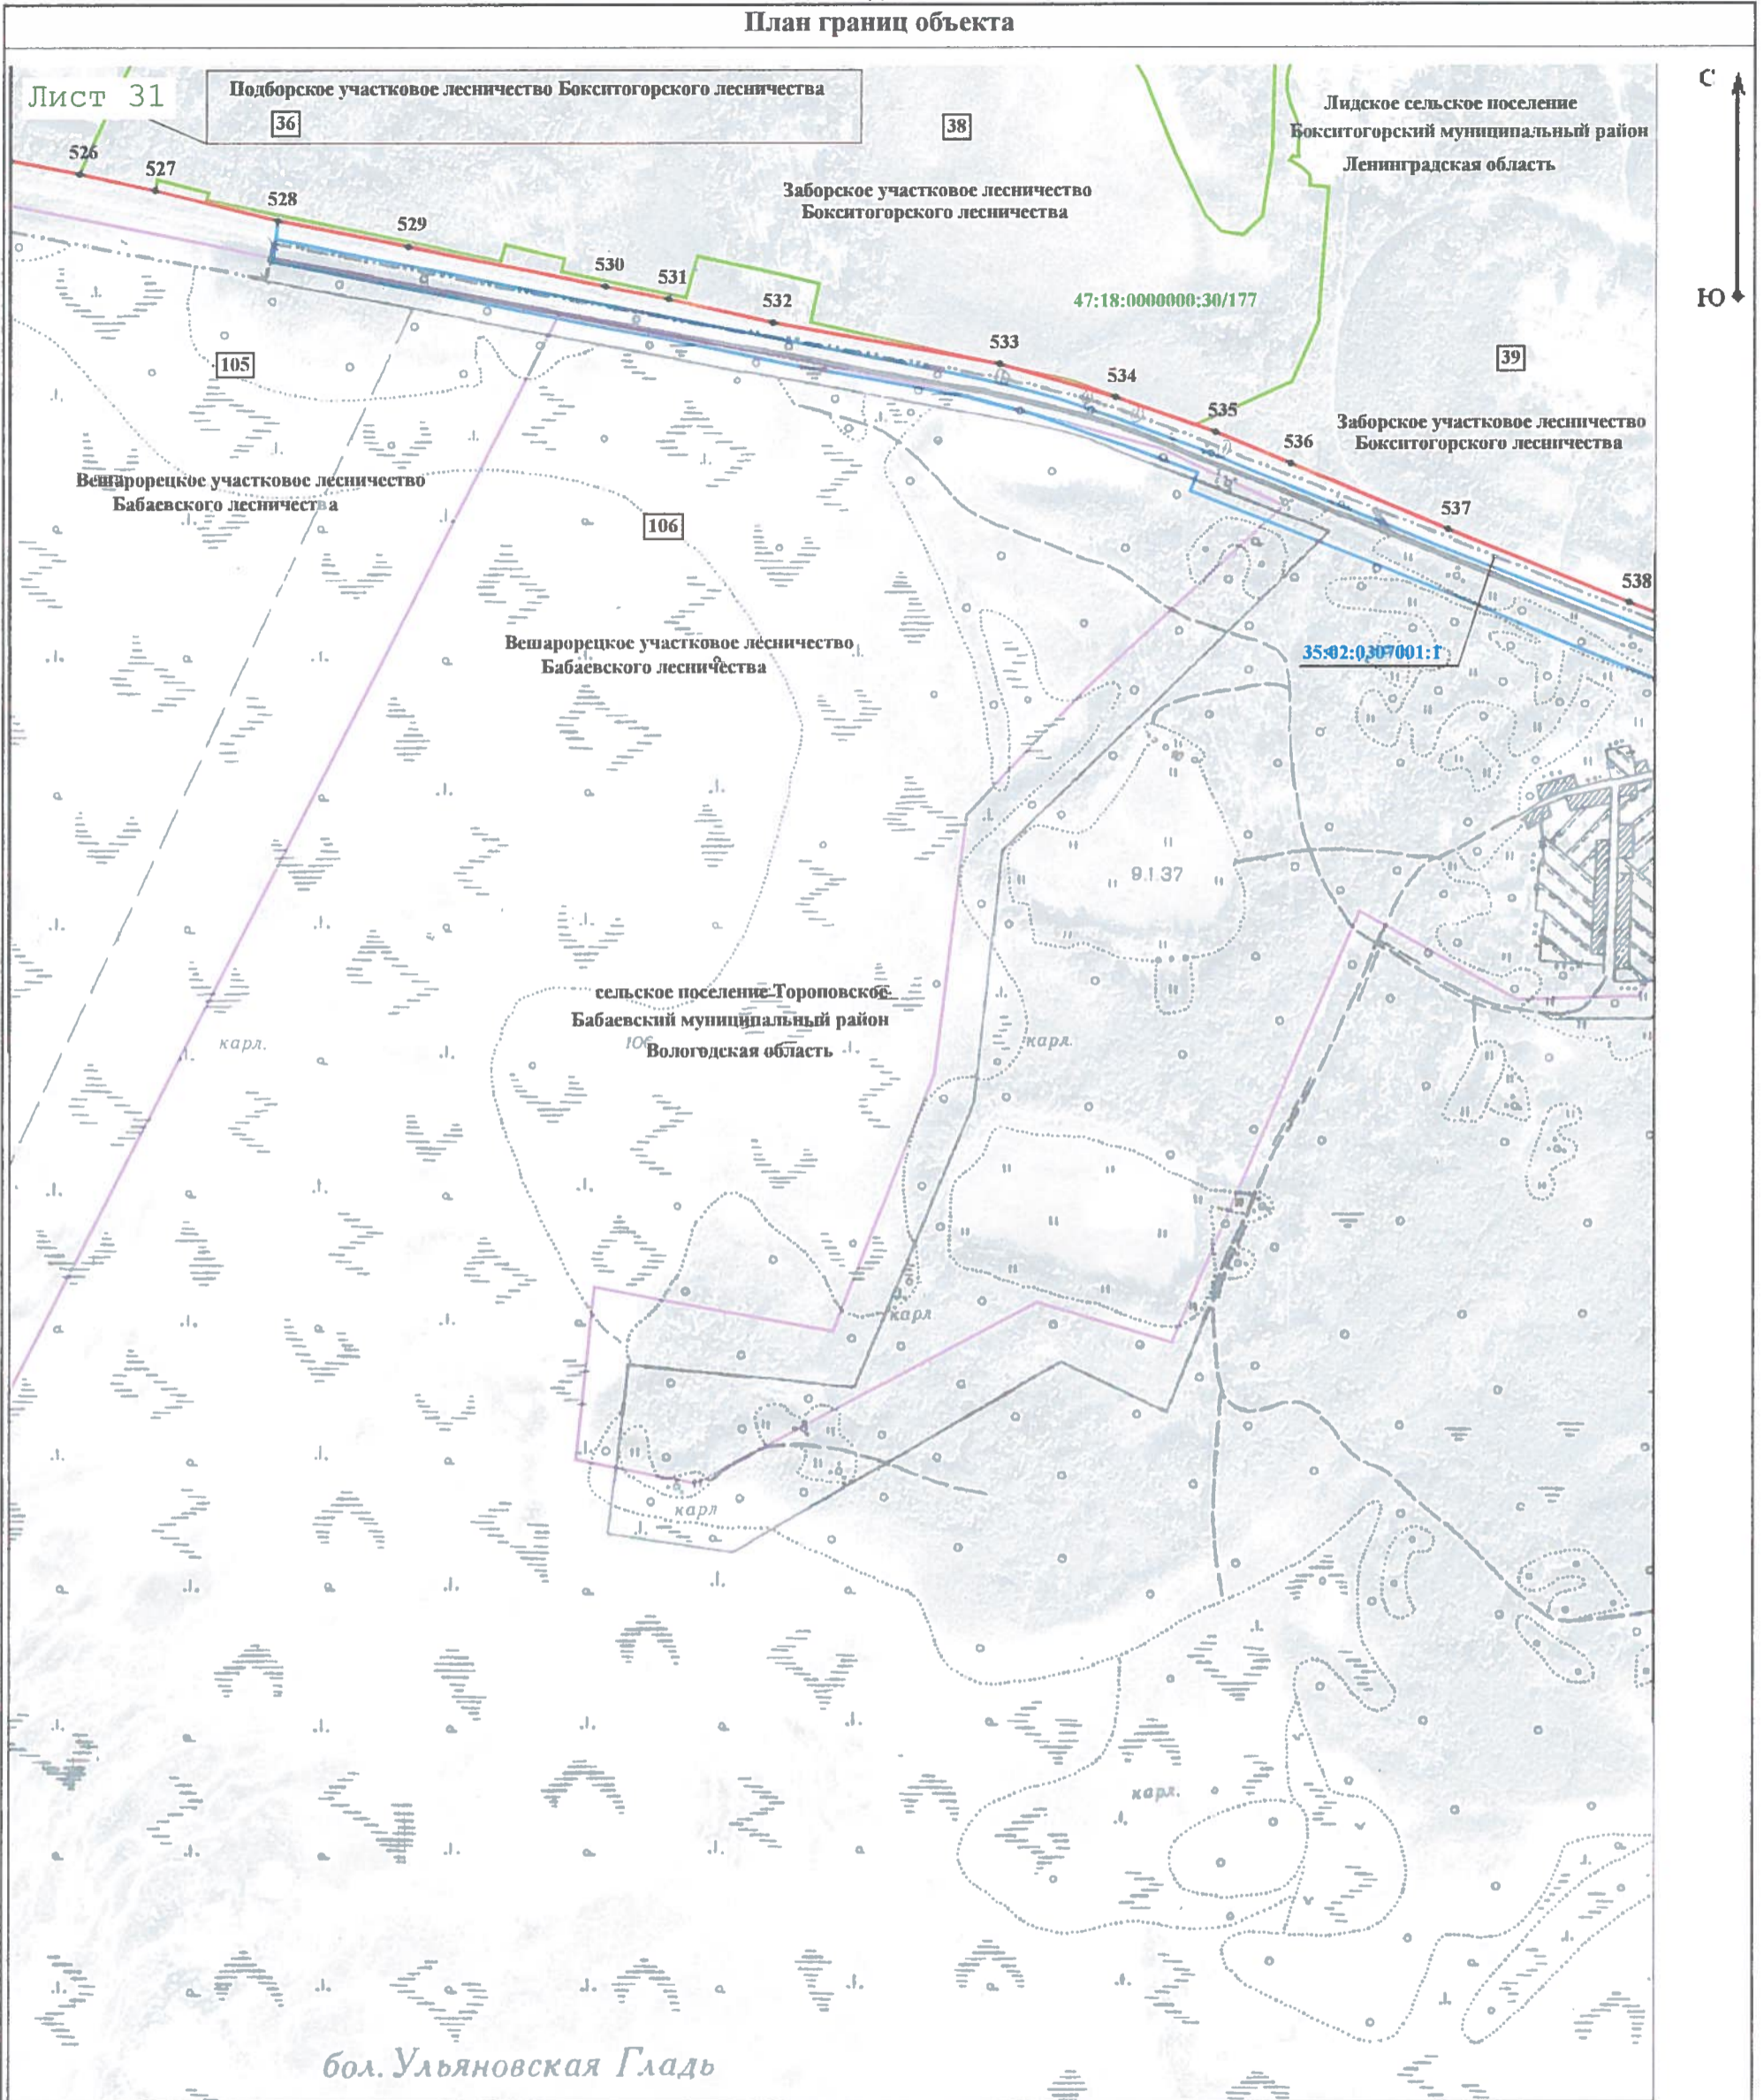 План границ объекта
Лист 31
Подборское участковое лесничество Бокситогорского лесничества
36
38
С
Ю
Лидское сельское поселение
Бокситогорский муниципальный район
Ленинградская область
526
527
528
529
530
531
532
533
534
535
536
537
538
Заборское участковое лесничество
Бокситогорского лесничества
47:18:0000000:30/177
39
Заборское участковое лесничество
Бокситогорского лесничества
105
Вешарорецкое участковое лесничество
Бабаевского лесничества
106
Вешарорецкое участковое лесничество
Бабаевского лесничества
35:02:0307001:1
9.1.37
сельское поселение Тороповское
Бабаевский муниципальный район
Вологодская область
106
карл.
карл.
карл
карл
карл.
бол. Ульяновская Гладь